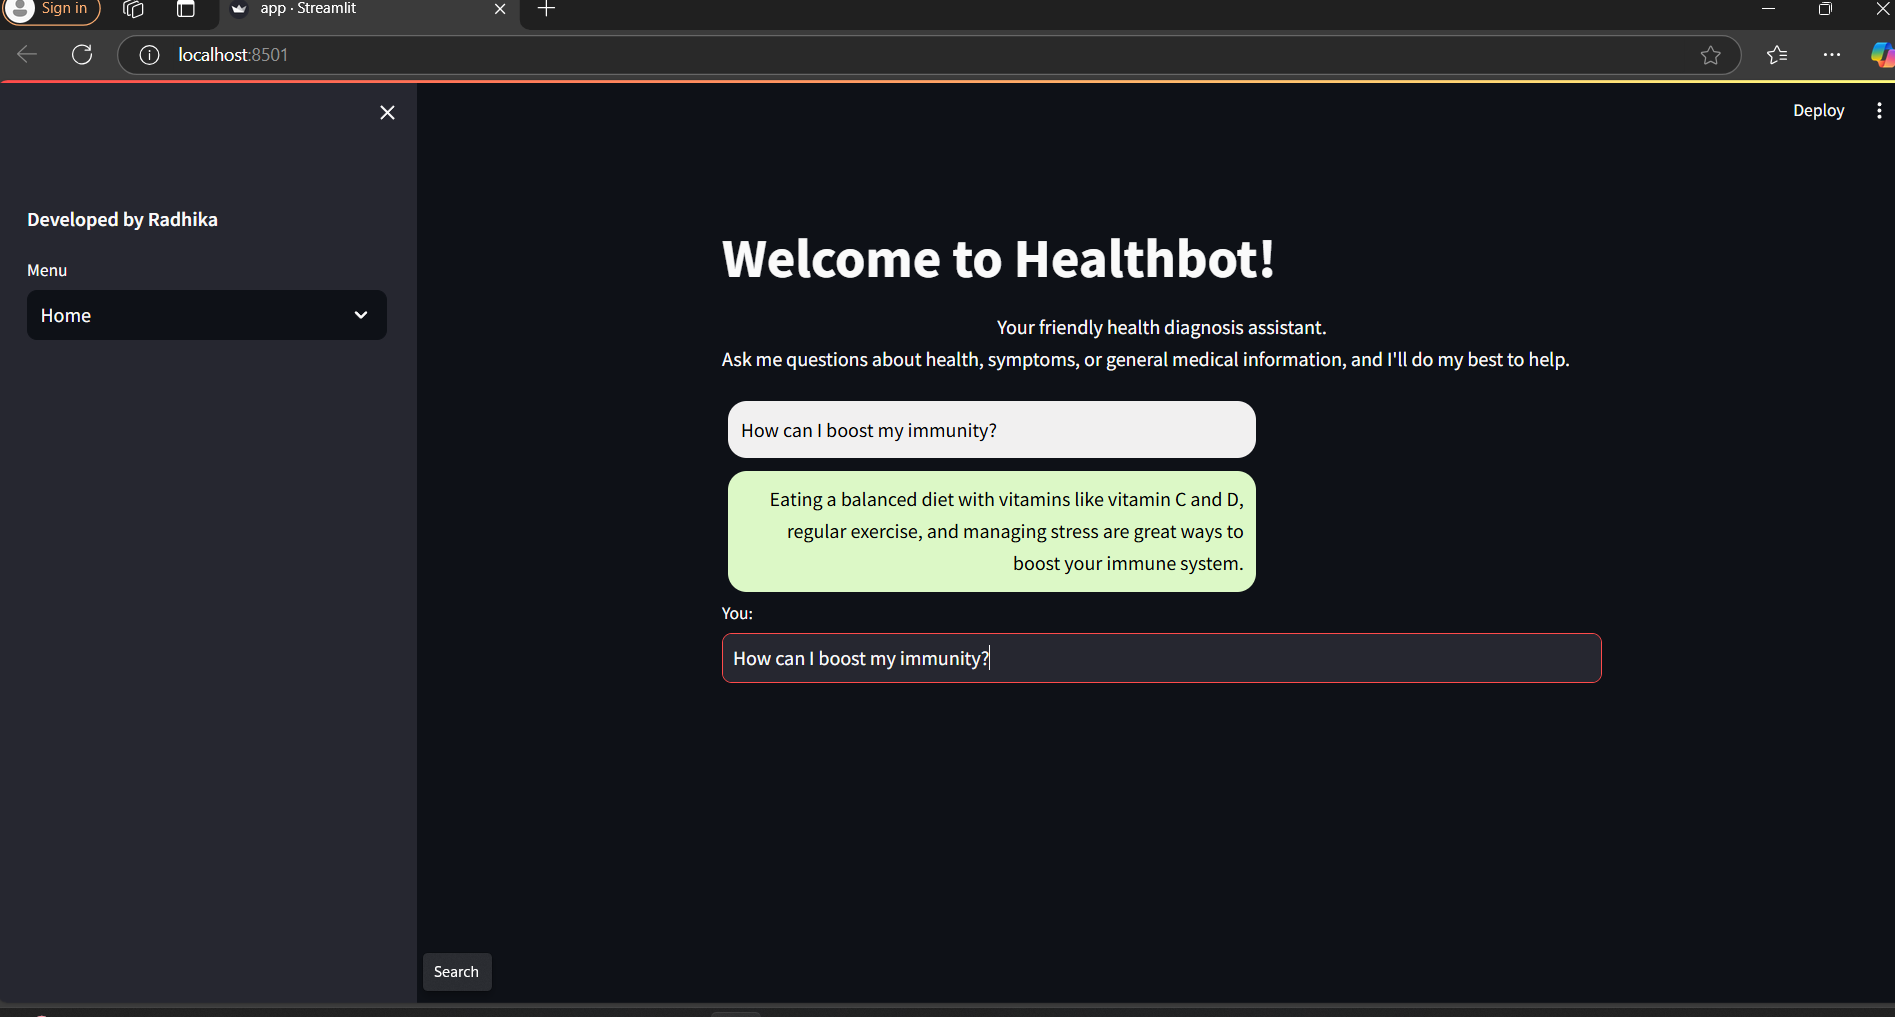 Sign in
app · Streamlit
localhost:8501
Deploy
Developed by Radhika
Menu
Home
Welcome to Healthbot!
Your friendly health diagnosis assistant.
Ask me questions about health, symptoms, or general medical information, and I'll do my best to help.
How can I boost my immunity?
Eating a balanced diet with vitamins like vitamin C and D,
regular exercise, and managing stress are great ways to
boost your immune system.
You:
How can I boost my immunity?
Search